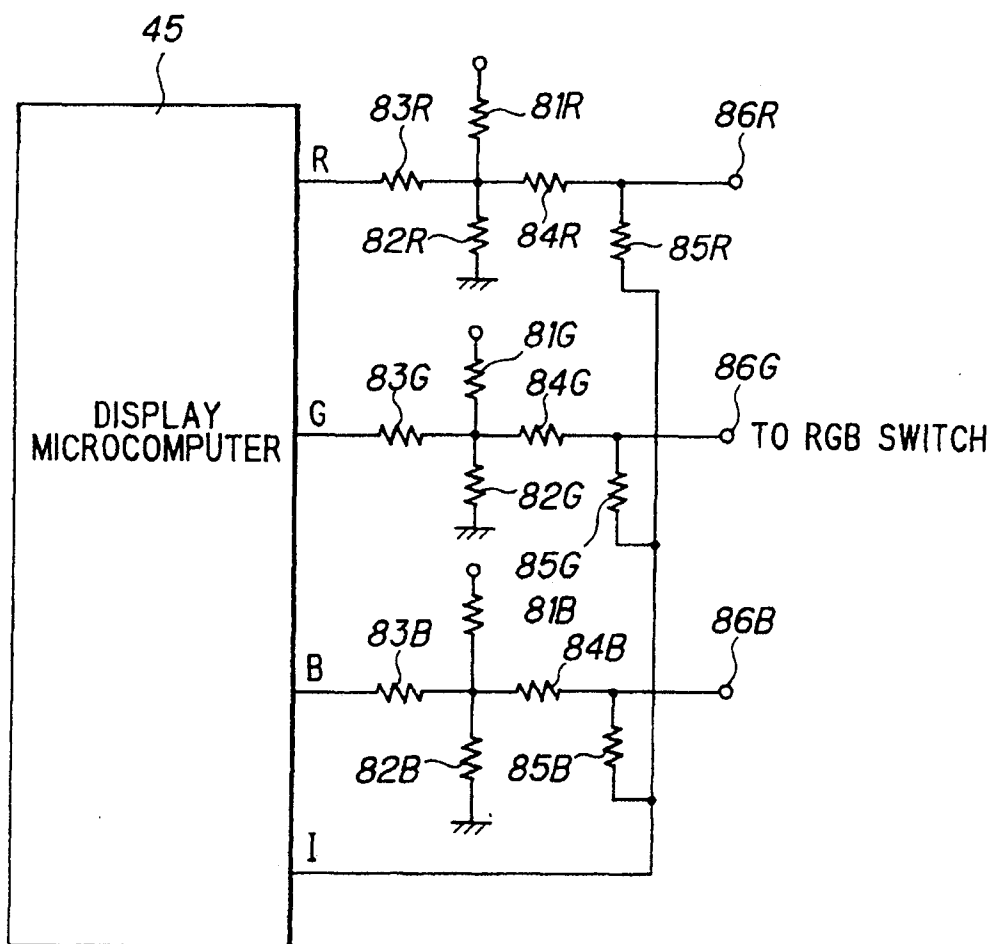 45
83R
81R
86R
R
82R
84R
85R
81G
83G
84G
86G
DISPLAY
MICROCOMPUTER
G
TO RGB SWITCH
82G
85G
81B
83B
84B
86B
B
82B
85B
I